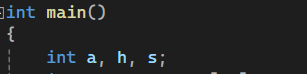 int main()
{
int a, h, s;